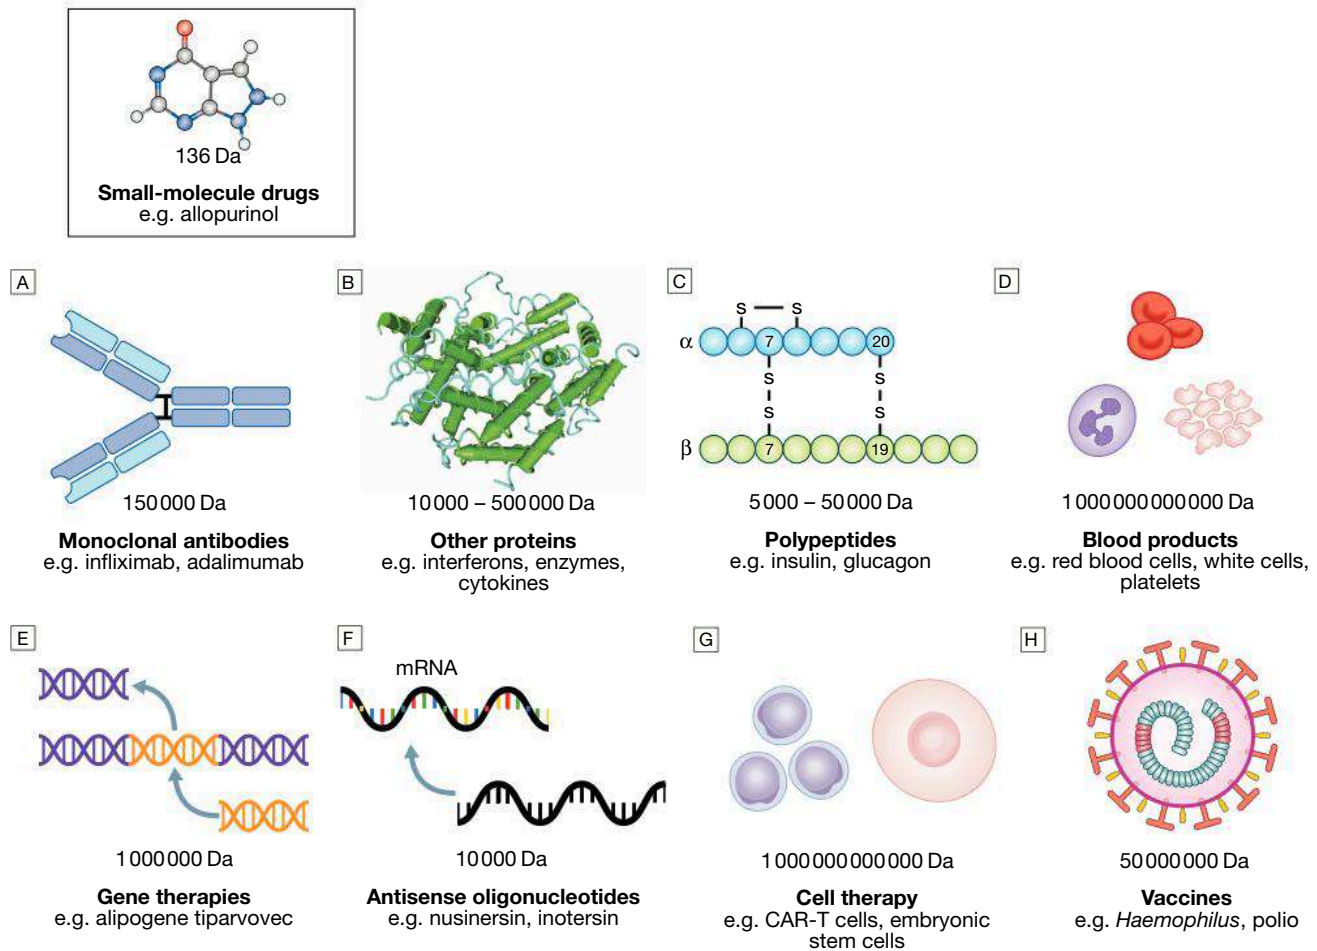 136 Da
Small-molecule drugs
e.g. allopurinol
A
150 000 Da
Monoclonal antibodies
e.g. infliximab, adalimumab
B
10 000 – 500 000 Da
Other proteins
e.g. interferons, enzymes,
cytokines
C
S S
α 7 20
S S
S S
β 7 19
5 000 – 50 000 Da
Polypeptides
e.g. insulin, glucagon
D
1 000 000 000 000 Da
Blood products
e.g. red blood cells, white cells,
platelets
E
1 000 000 Da
Gene therapies
e.g. alipogene tiparvovec
F
mRNA
10 000 Da
Antisense oligonucleotides
e.g. nusinersin, inotersin
G
1 000 000 000 000 Da
Cell therapy
e.g. CAR-T cells, embryonic
stem cells
H
50 000 000 Da
Vaccines
e.g. Haemophilus, polio